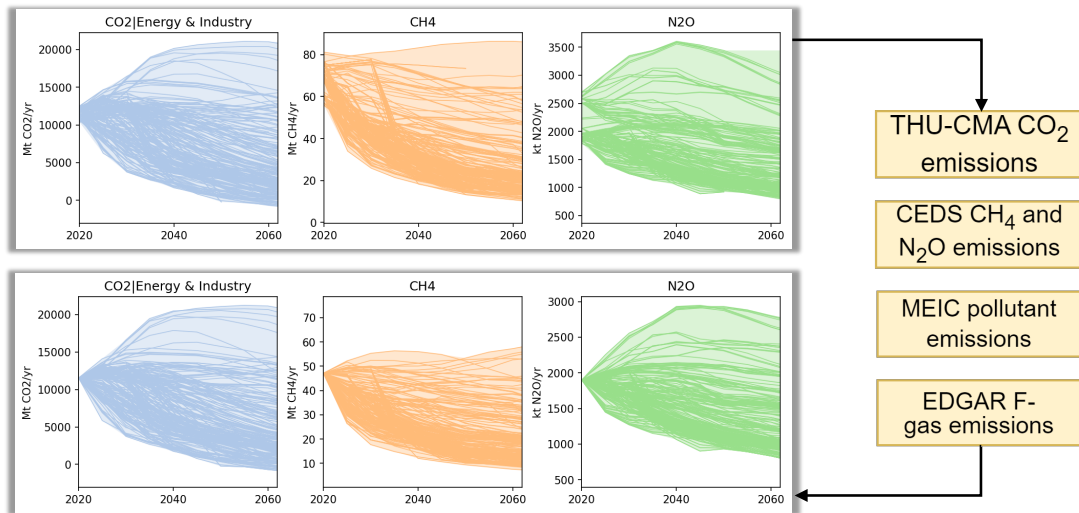 CO2|Energy & Industry
CH4
N2O
Mt CO2/yr
20000
15000
10000
5000
0
2020
2040
2060
Mt CH4/yr
80
60
40
20
0
2020
2040
2060
kt N2O/yr
3500
3000
2500
2000
1500
1000
500
2020
2040
2060
THU-CMA CO2
emissions
CEDS CH4 and
N2O emissions
MEIC pollutant
emissions
EDGAR F-
gas emissions
CO2|Energy & Industry
CH4
N2O
Mt CO2/yr
20000
15000
10000
5000
0
2020
2040
2060
Mt CH4/yr
70
60
50
40
30
20
10
2020
2040
2060
kt N2O/yr
3000
2500
2000
1500
1000
500
2020
2040
2060